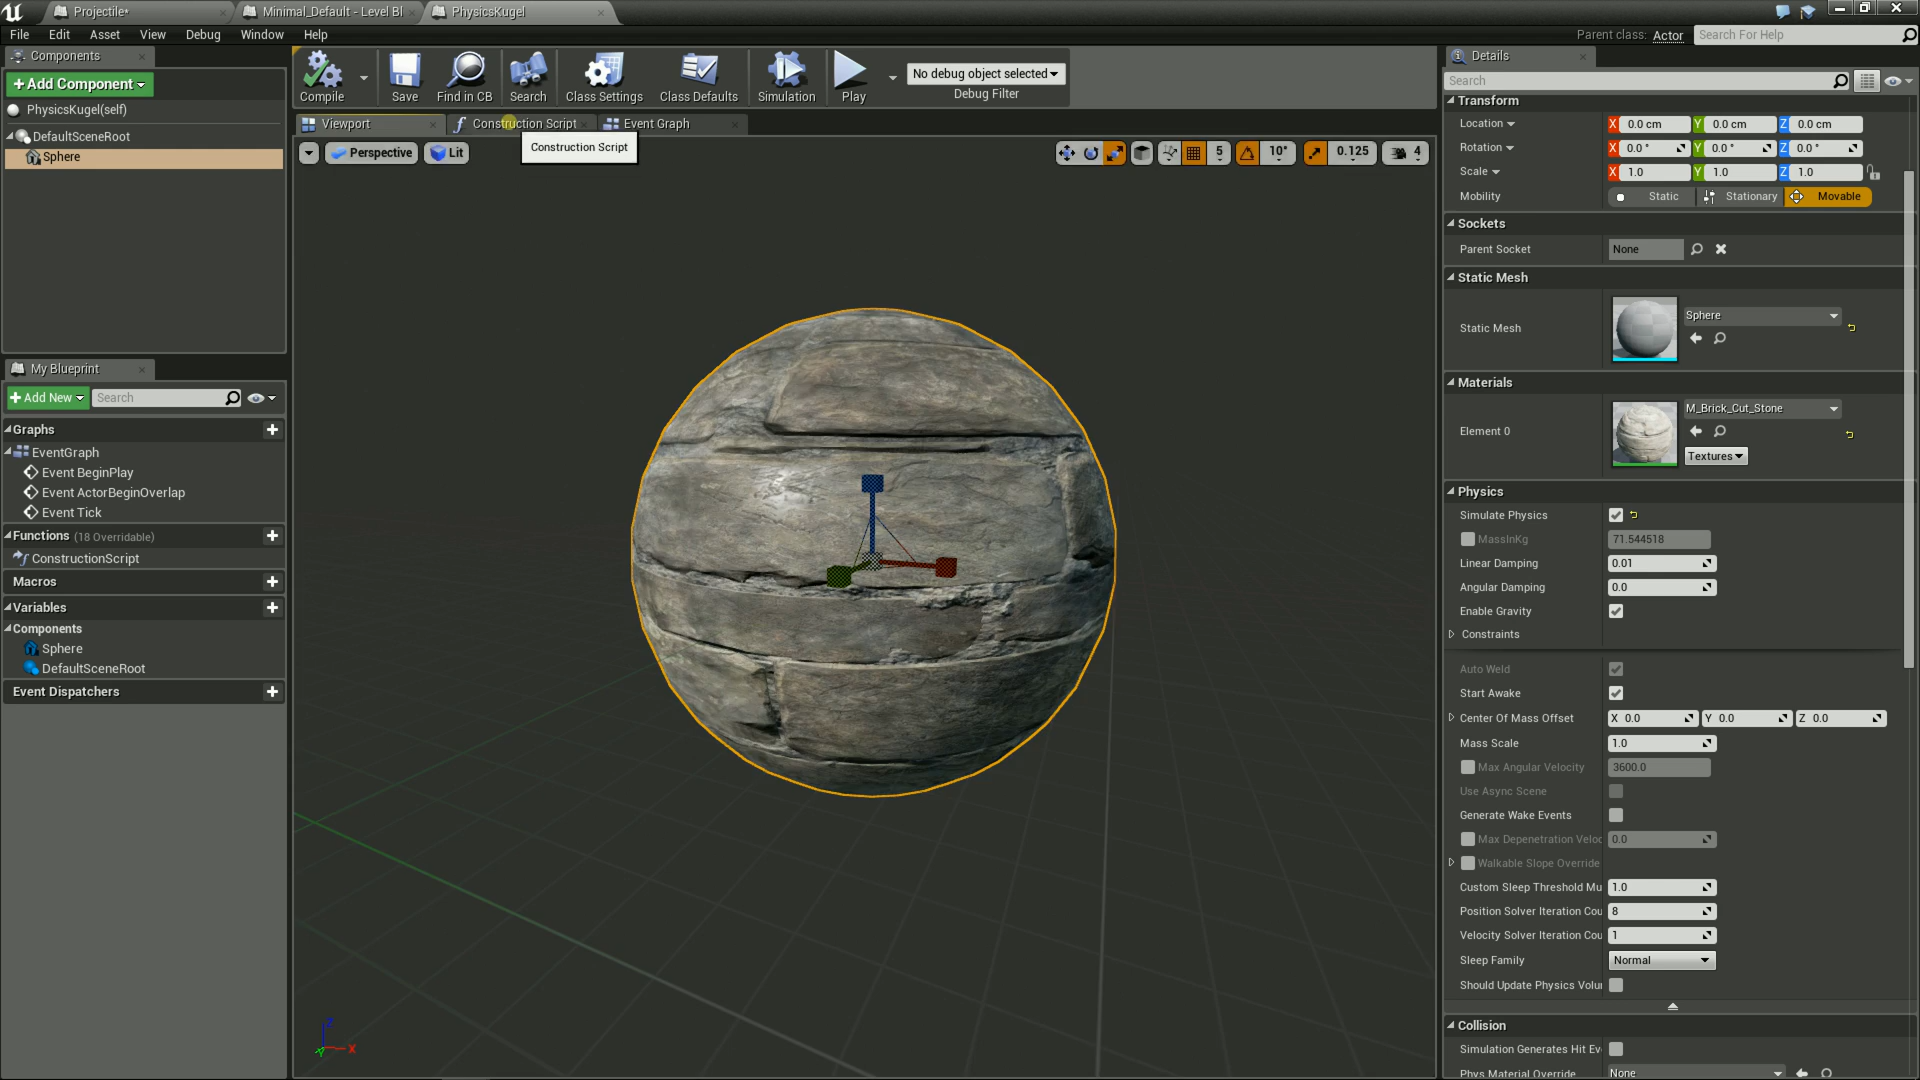 Projectile*
Minimal_Default - Level Bl
PhysicsKugel
File Edit Asset View Debug Window Help
Parent class: Actor
Search For Help
Components
+Add Component
PhysicsKugel(self)
DefaultSceneRoot
Sphere
Compile
Save
Find in CB
Search
Class Settings
Class Defaults
Simulation
Play
No debug object selected
Debug Filter
Viewport
Construction Script
Event Graph
Construction Script
Perspective
Lit
5
10°
0.125
4
My Blueprint
+Add New
Search
Graphs
EventGraph
Event BeginPlay
Event ActorBeginOverlap
Event Tick
Functions (18 Overridable)
ConstructionScript
Macros
Variables
Components
Sphere
DefaultSceneRoot
Event Dispatchers
Z
Y
X
Details
Search
Transform
Location X 0.0 cm Y 0.0 cm Z 0.0 cm
Rotation X 0.0 ° Y 0.0 ° Z 0.0 °
Scale X 1.0 Y 1.0 Z 1.0
Mobility Static Stationary Movable
Sockets
Parent Socket None
Static Mesh
Static Mesh Sphere
Materials
Element 0 M_Brick_Cut_Stone
Textures
Physics
Simulate Physics
MassInKg 71.544518
Linear Damping 0.01
Angular Damping 0.0
Enable Gravity
Constraints
Auto Weld
Start Awake
Center Of Mass Offset X 0.0 Y 0.0 Z 0.0
Mass Scale 1.0
Max Angular Velocity 3600.0
Use Async Scene
Generate Wake Events
Max Depenetration Veloc 0.0
Walkable Slope Override
Custom Sleep Threshold Mu 1.0
Position Solver Iteration Cou 8
Velocity Solver Iteration Cou 1
Sleep Family Normal
Should Update Physics Volu
Collision
Simulation Generates Hit Ev
Phys Material Override None